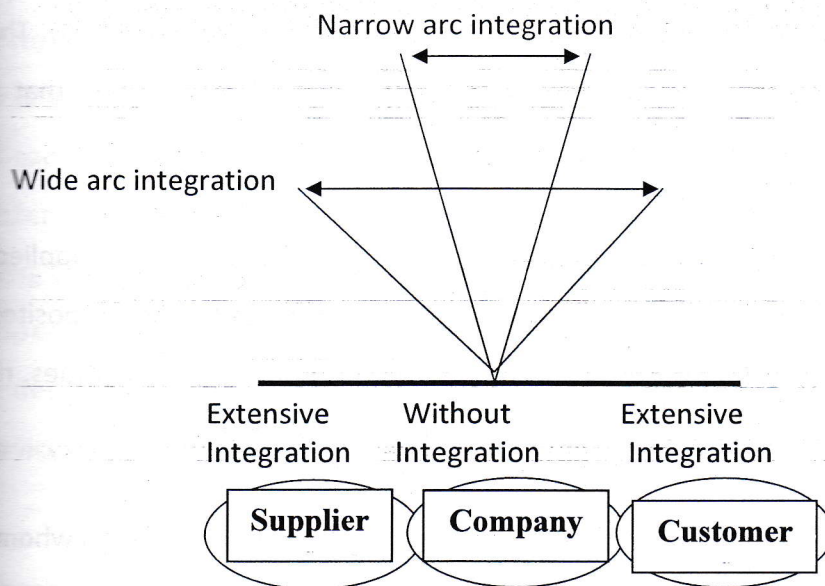 Narrow arc integration
Wide arc integration
Extensive Integration
Without Integration
Extensive Integration
Supplier
Company
Customer